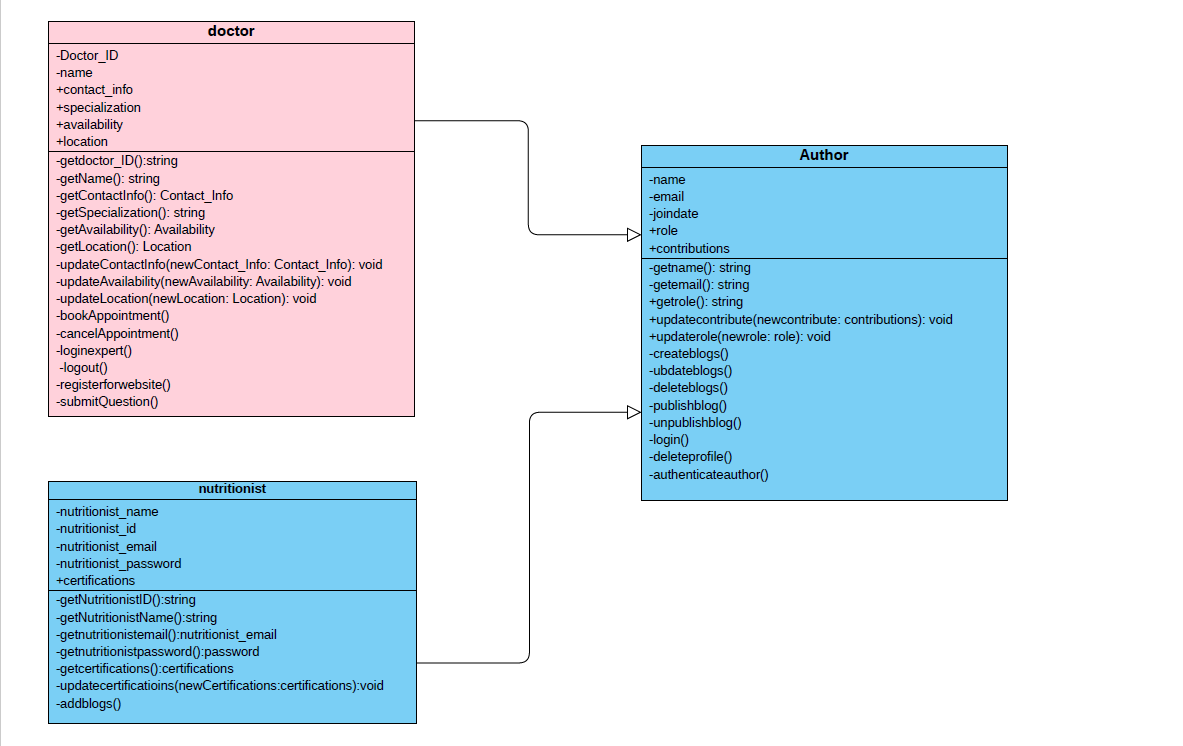 doctor
-Doctor_ID
-name
+contact_info
+specialization
+availability
+location
-getdoctor_ID():string
-getName(): string
-getContactInfo(): Contact_Info
-getSpecialization(): string
-getAvailability(): Availability
-getLocation(): Location
-updateContactInfo(newContact_Info: Contact_Info): void
-updateAvailability(newAvailability: Availability): void
-updateLocation(newLocation: Location): void
-bookAppointment()
-cancelAppointment()
-loginexpert()
-logout()
-registerforwebsite()
-submitQuestion()
Author
-name
-email
-joindate
+role
+contributions
-getname(): string
-getemail(): string
+getrole(): string
+updatecontribute(newcontribute: contributions): void
+updaterole(newrole: role): void
-createblogs()
-ubdateblogs()
-deleteblogs()
-publishblog()
-unpublishblog()
-login()
-deleteprofile()
-authenticateauthor()
nutritionist
-nutritionist_name
-nutritionist_id
-nutritionist_email
-nutritionist_password
+certifications
-getNutritionistID():string
-getNutritionistName():string
-getnutritionistemail():nutritionist_email
-getnutritionistpassword():password
-getcertifications():certifications
-updatecertificatioins(newCertifications:certifications):void
-addblogs()